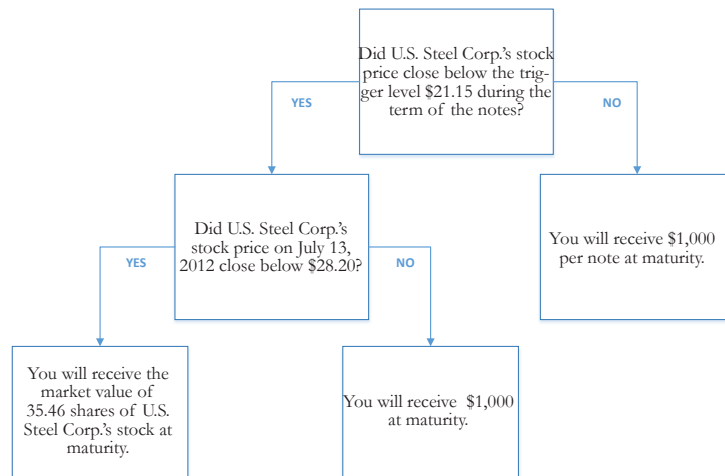 Did U.S. Steel Corp.'s stock
price close below the trig-
ger level $21.15 during the
term of the notes?
YES
NO
Did U.S. Steel Corp.'s
stock price on July 13,
2012 close below $28.20?
You will receive $1,000
per note at maturity.
YES
NO
You will receive the
market value of
35.46 shares of U.S.
Steel Corp.'s stock at
maturity.
You will receive $1,000
at maturity.